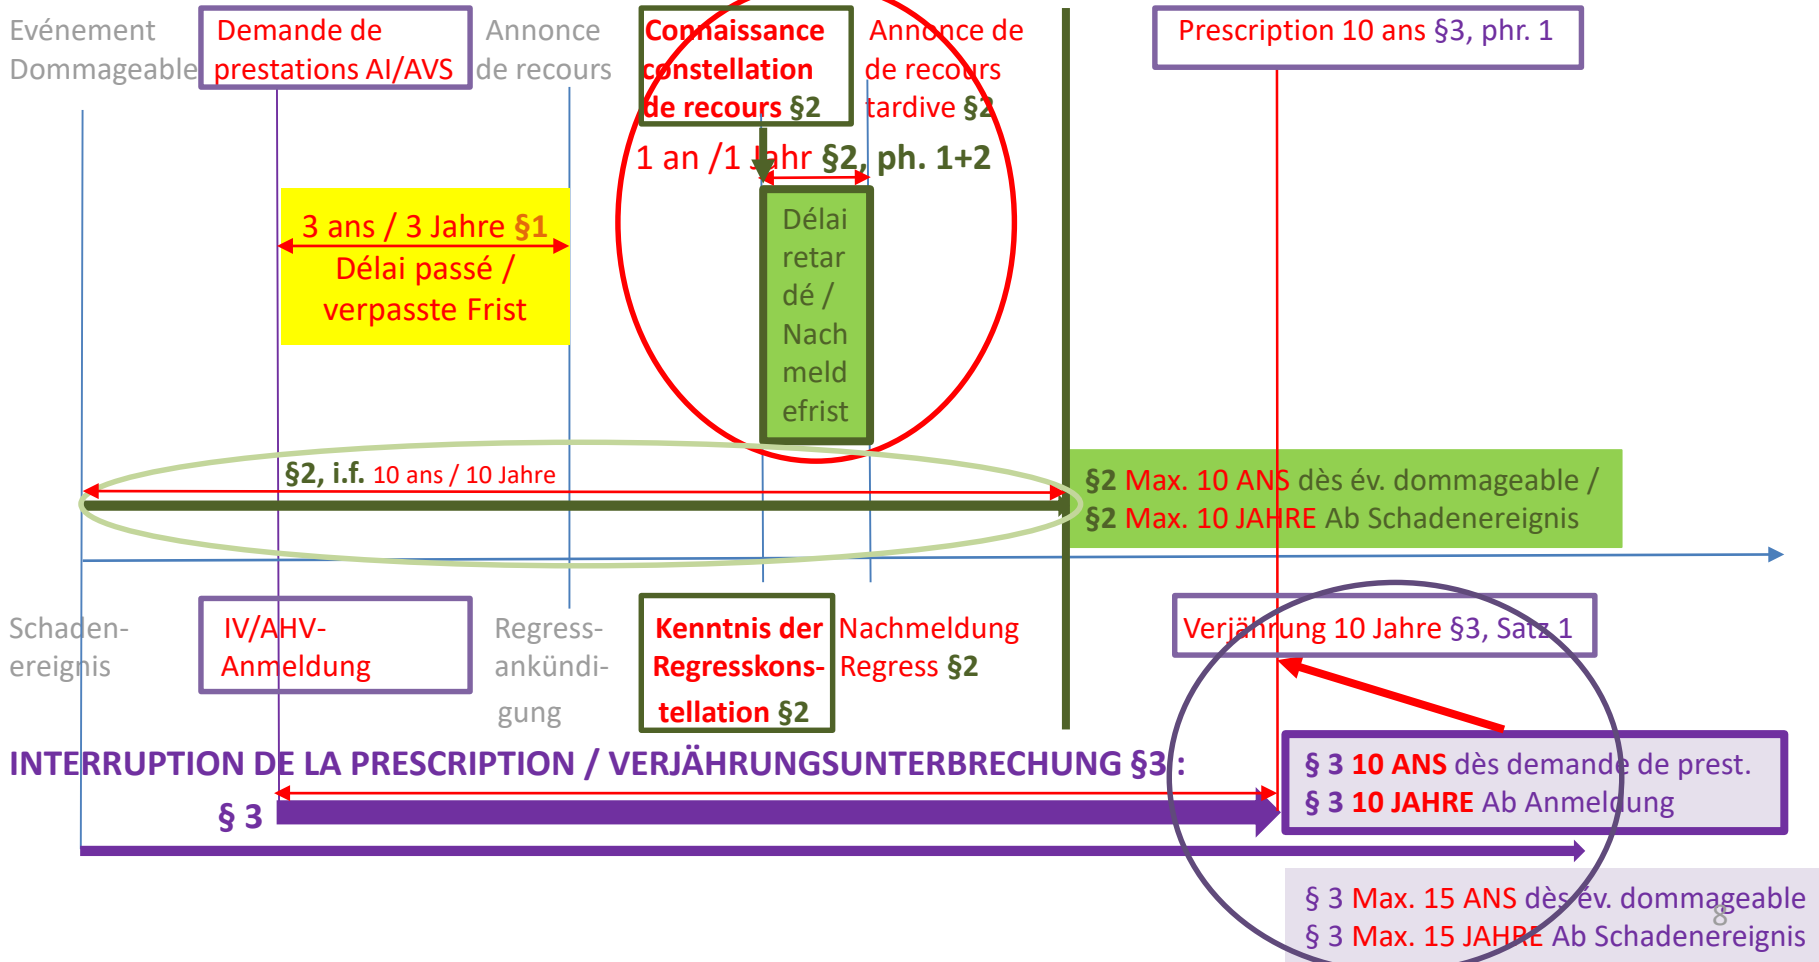 Evénement
Dommageable
Demande de
prestations AI/AVS
Annonce
de recours
Connaissance
constellation
de recours §2
Annonce de
de recours
tardive §2
Prescription 10 ans §3, phr. 1
1 an /1 Jahr §2, ph. 1+2
3 ans / 3 Jahre §1
Délai passé /
verpasste Frist
Délai
retar
dé /
Nach
meld
efrist
§2, i.f. 10 ans / 10 Jahre
§2 Max. 10 ANS dès év. dommageable /
§2 Max. 10 JAHRE Ab Schadenereignis
Schaden-
ereignis
IV/AHV-
Anmeldung
Regress-
ankündi-
gung
Kenntnis der
Regresskons-
tellation §2
Nachmeldung
Regress §2
Verjährung 10 Jahre §3, Satz 1
INTERRUPTION DE LA PRESCRIPTION / VERJÄHRUNGSUNTERBRECHUNG §3 :
§ 3
§ 3 10 ANS dès demande de prest.
§ 3 10 JAHRE Ab Anmeldung
§ 3 Max. 15 ANS dès év. dommageable
§ 3 Max. 15 JAHRE Ab Schadenereignis
8